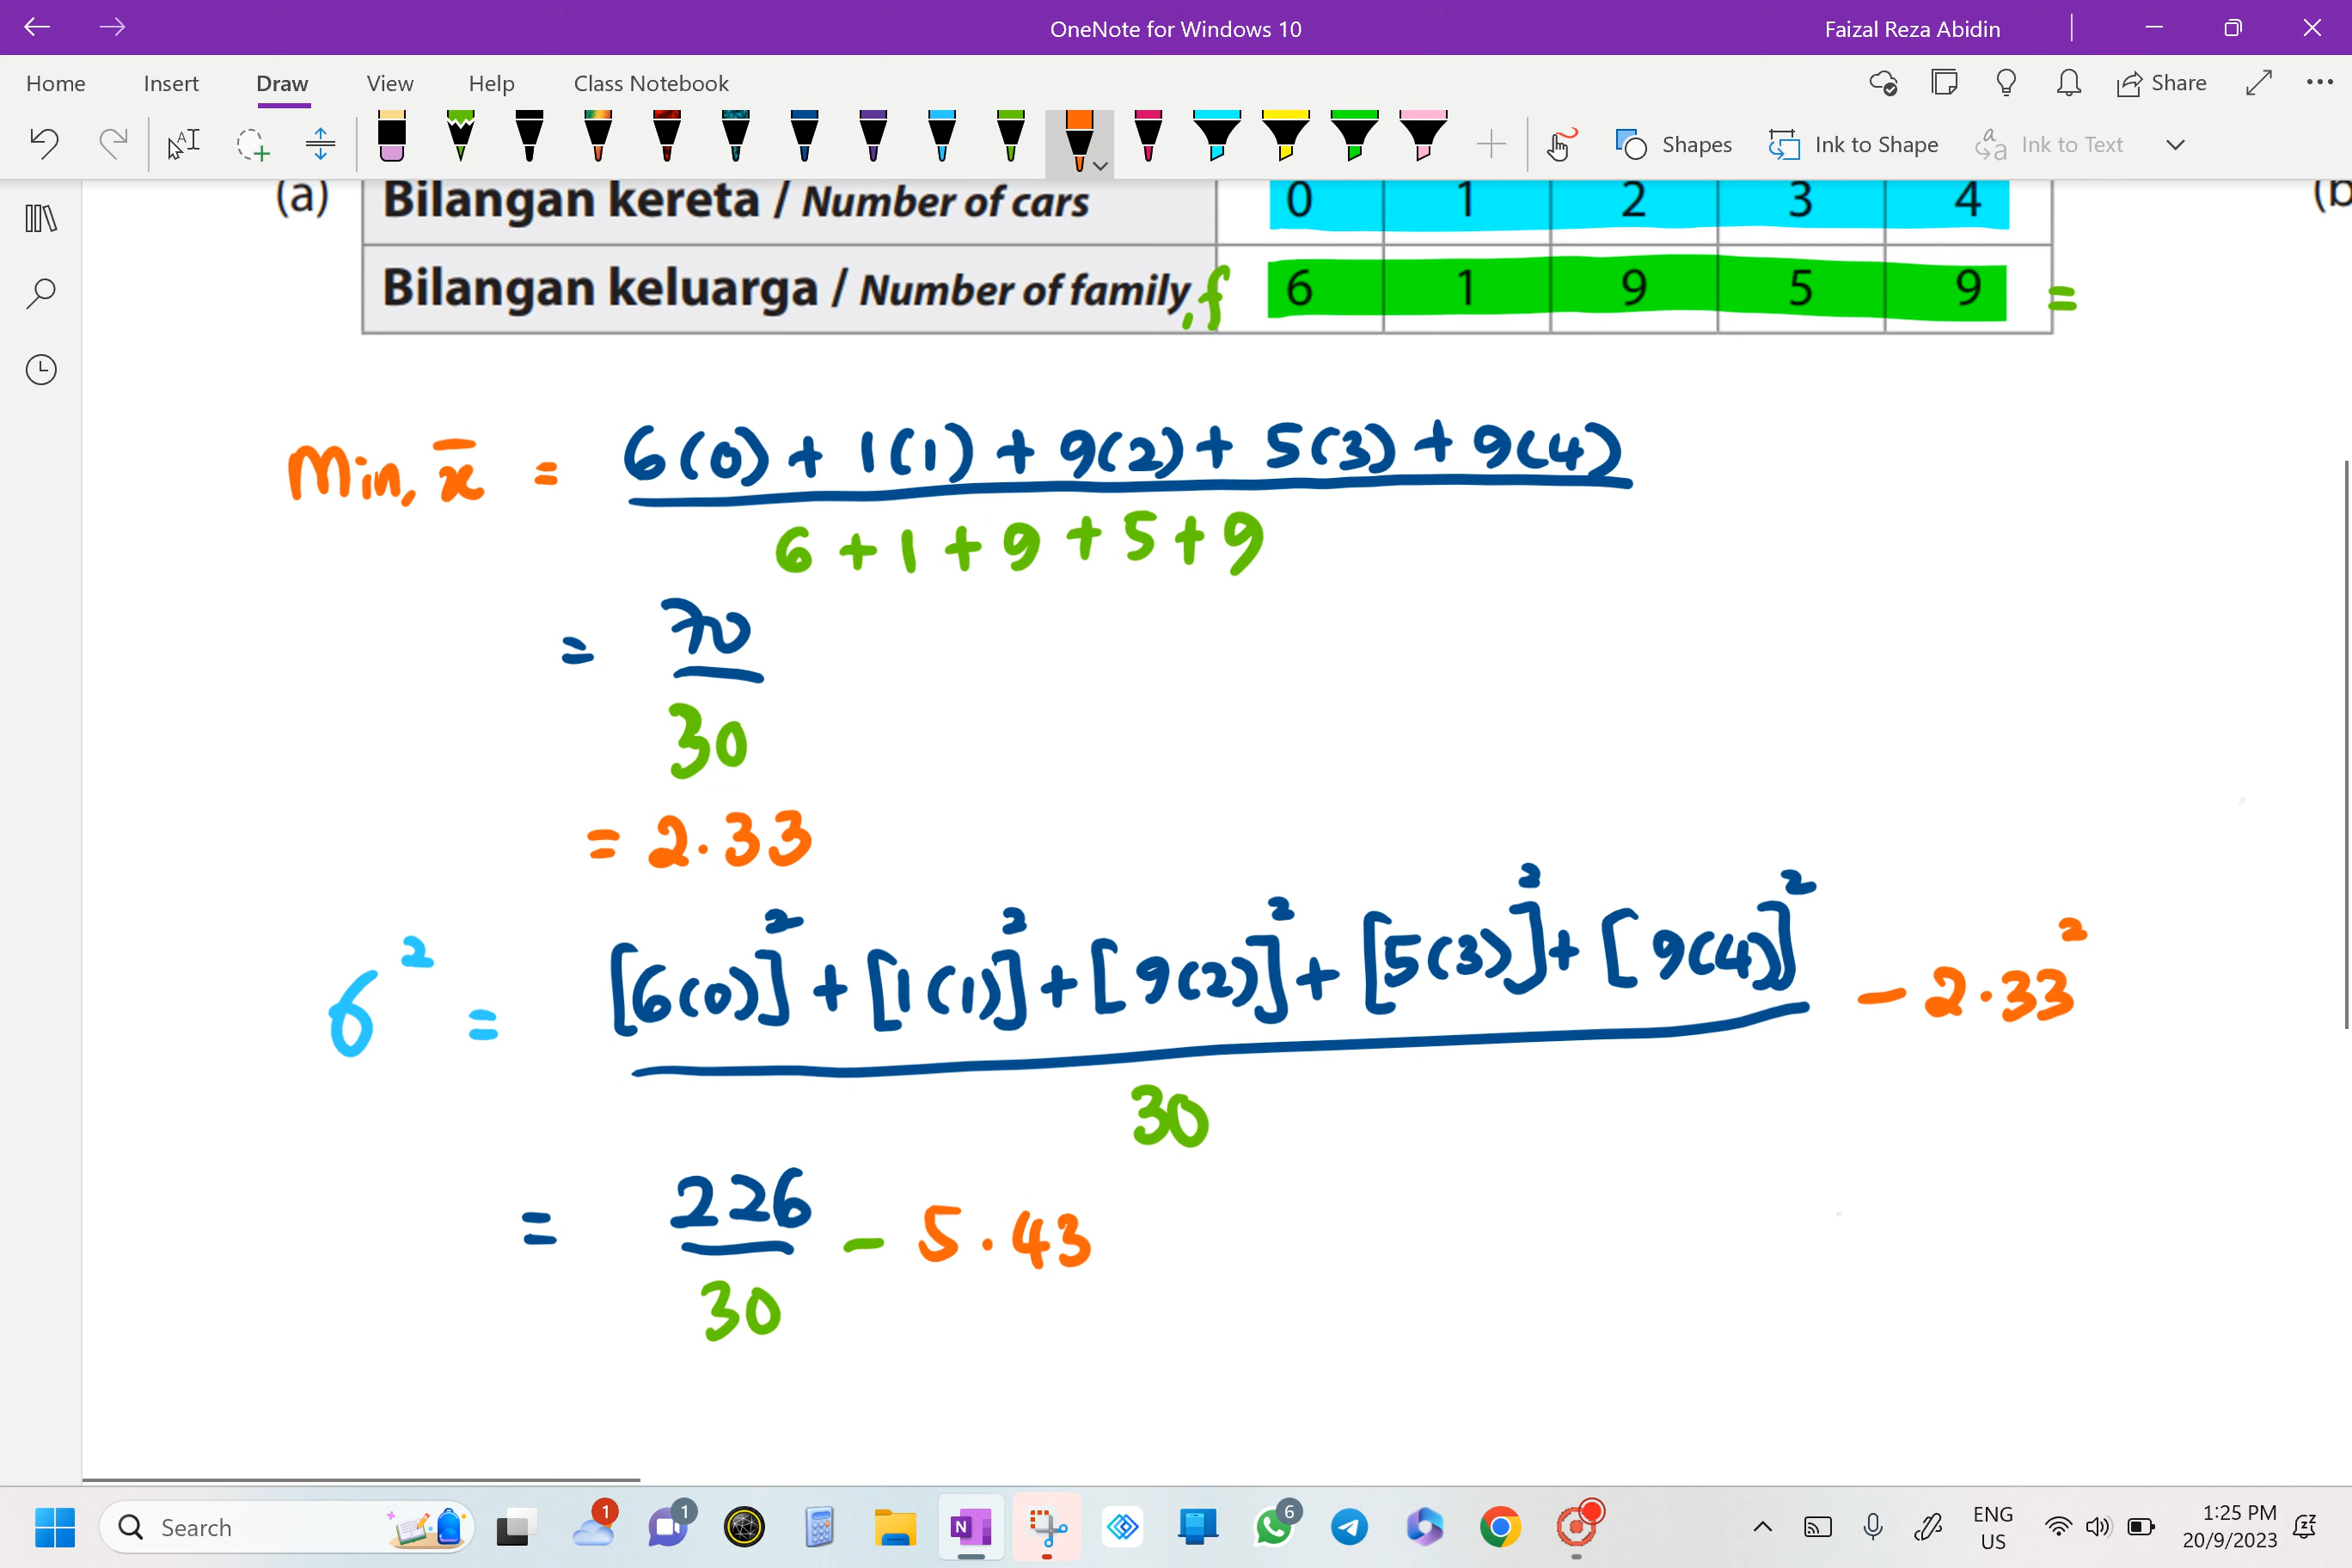 OneNote for Windows 10 Faizal Reza Abidin
Home Insert Draw View Help Class Notebook Share
Shapes Ink to Shape Ink to Text
(a) Bilangan kereta / Number of cars 0 1 2 3 4 (b
Bilangan keluarga / Number of family, f 6 1 9 5 9 =
Min, x̄ = 6(0) + 1(1) + 9(2) + 5(3) + 9(4)
6 + 1 + 9 + 5 + 9
= 70
30
= 2.33
σ² = [6(0)]² + [1(1)]² + [9(2)]² + [5(3)]² + [9(4)]² − 2.33²
30
= 226 − 5.43
30
Search 1 1 N 6 ENG 1:25 PM
US 20/9/2023